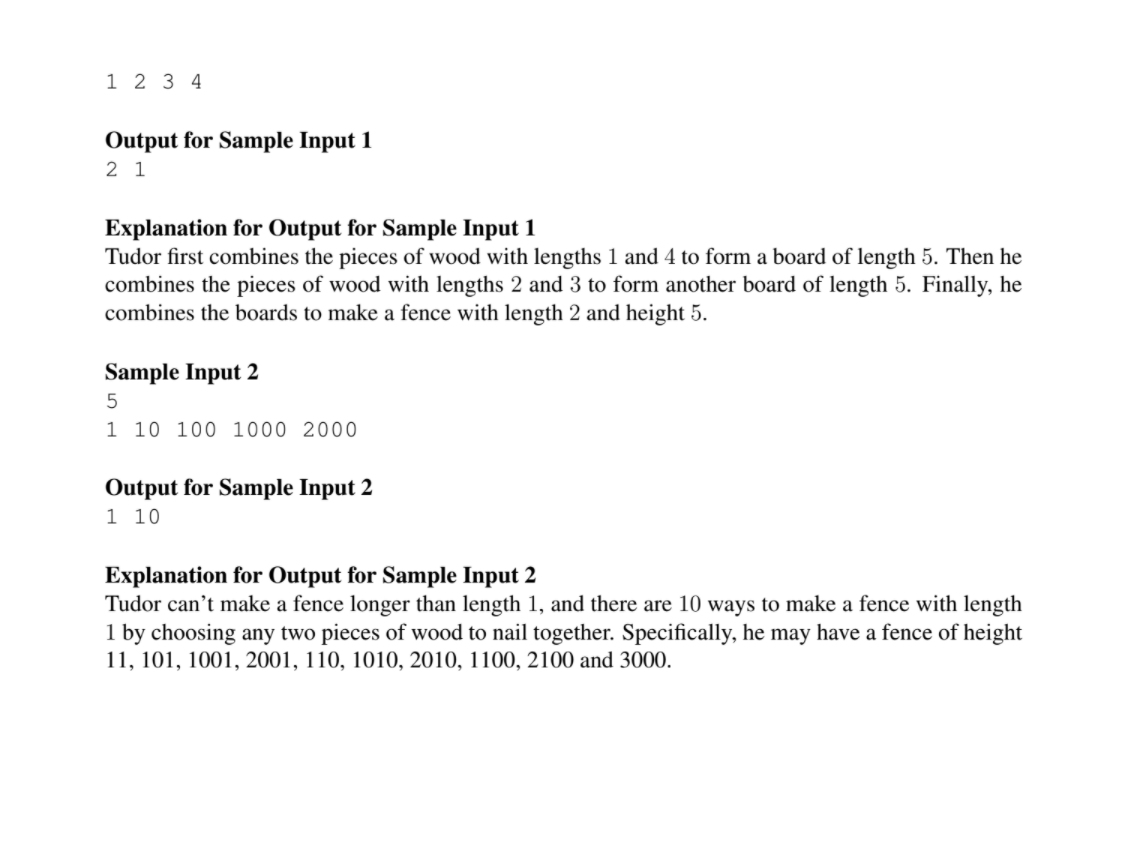 1 2 3 4
Output for Sample Input 1
2 1
Explanation for Output for Sample Input 1
Tudor first combines the pieces of wood with lengths 1 and 4 to form a board of length 5. Then he
combines the pieces of wood with lengths 2 and 3 to form another board of length 5. Finally, he
combines the boards to make a fence with length 2 and height 5.
Sample Input 2
5
1 10 100 1000 2000
Output for Sample Input 2
1 10
Explanation for Output for Sample Input 2
Tudor can't make a fence longer than length 1, and there are 10 ways to make a fence with length
1 by choosing any two pieces of wood to nail together. Specifically, he may have a fence of height
11, 101, 1001, 2001, 110, 1010, 2010, 1100, 2100 and 3000.